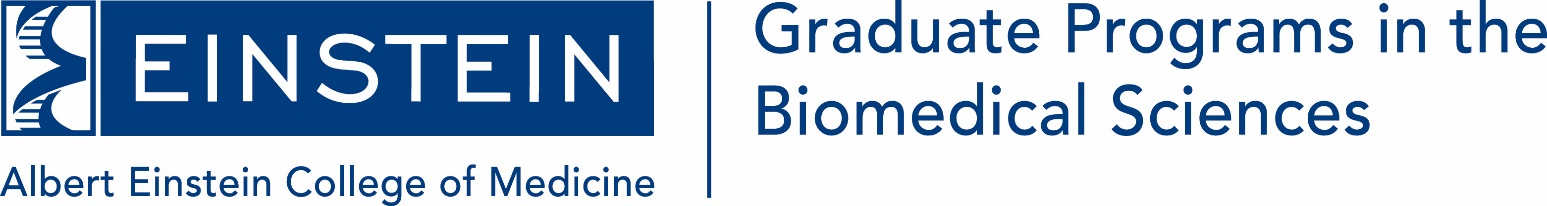 EINSTEIN
Albert Einstein College of Medicine
Graduate Programs in the
Biomedical Sciences